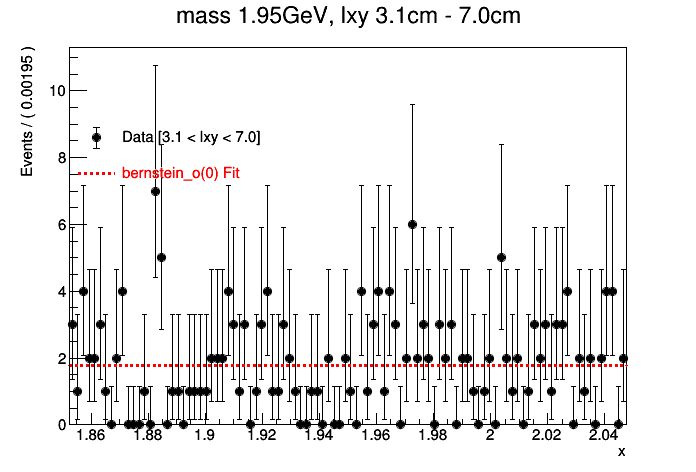 mass 1.95GeV, lxy 3.1cm - 7.0cm
Events / ( 0.00195 )
10
8
6
4
2
0
Data [3.1 < lxy < 7.0]
bernstein_o(0) Fit
1.86 1.88 1.9 1.92 1.94 1.96 1.98 2 2.02 2.04
x